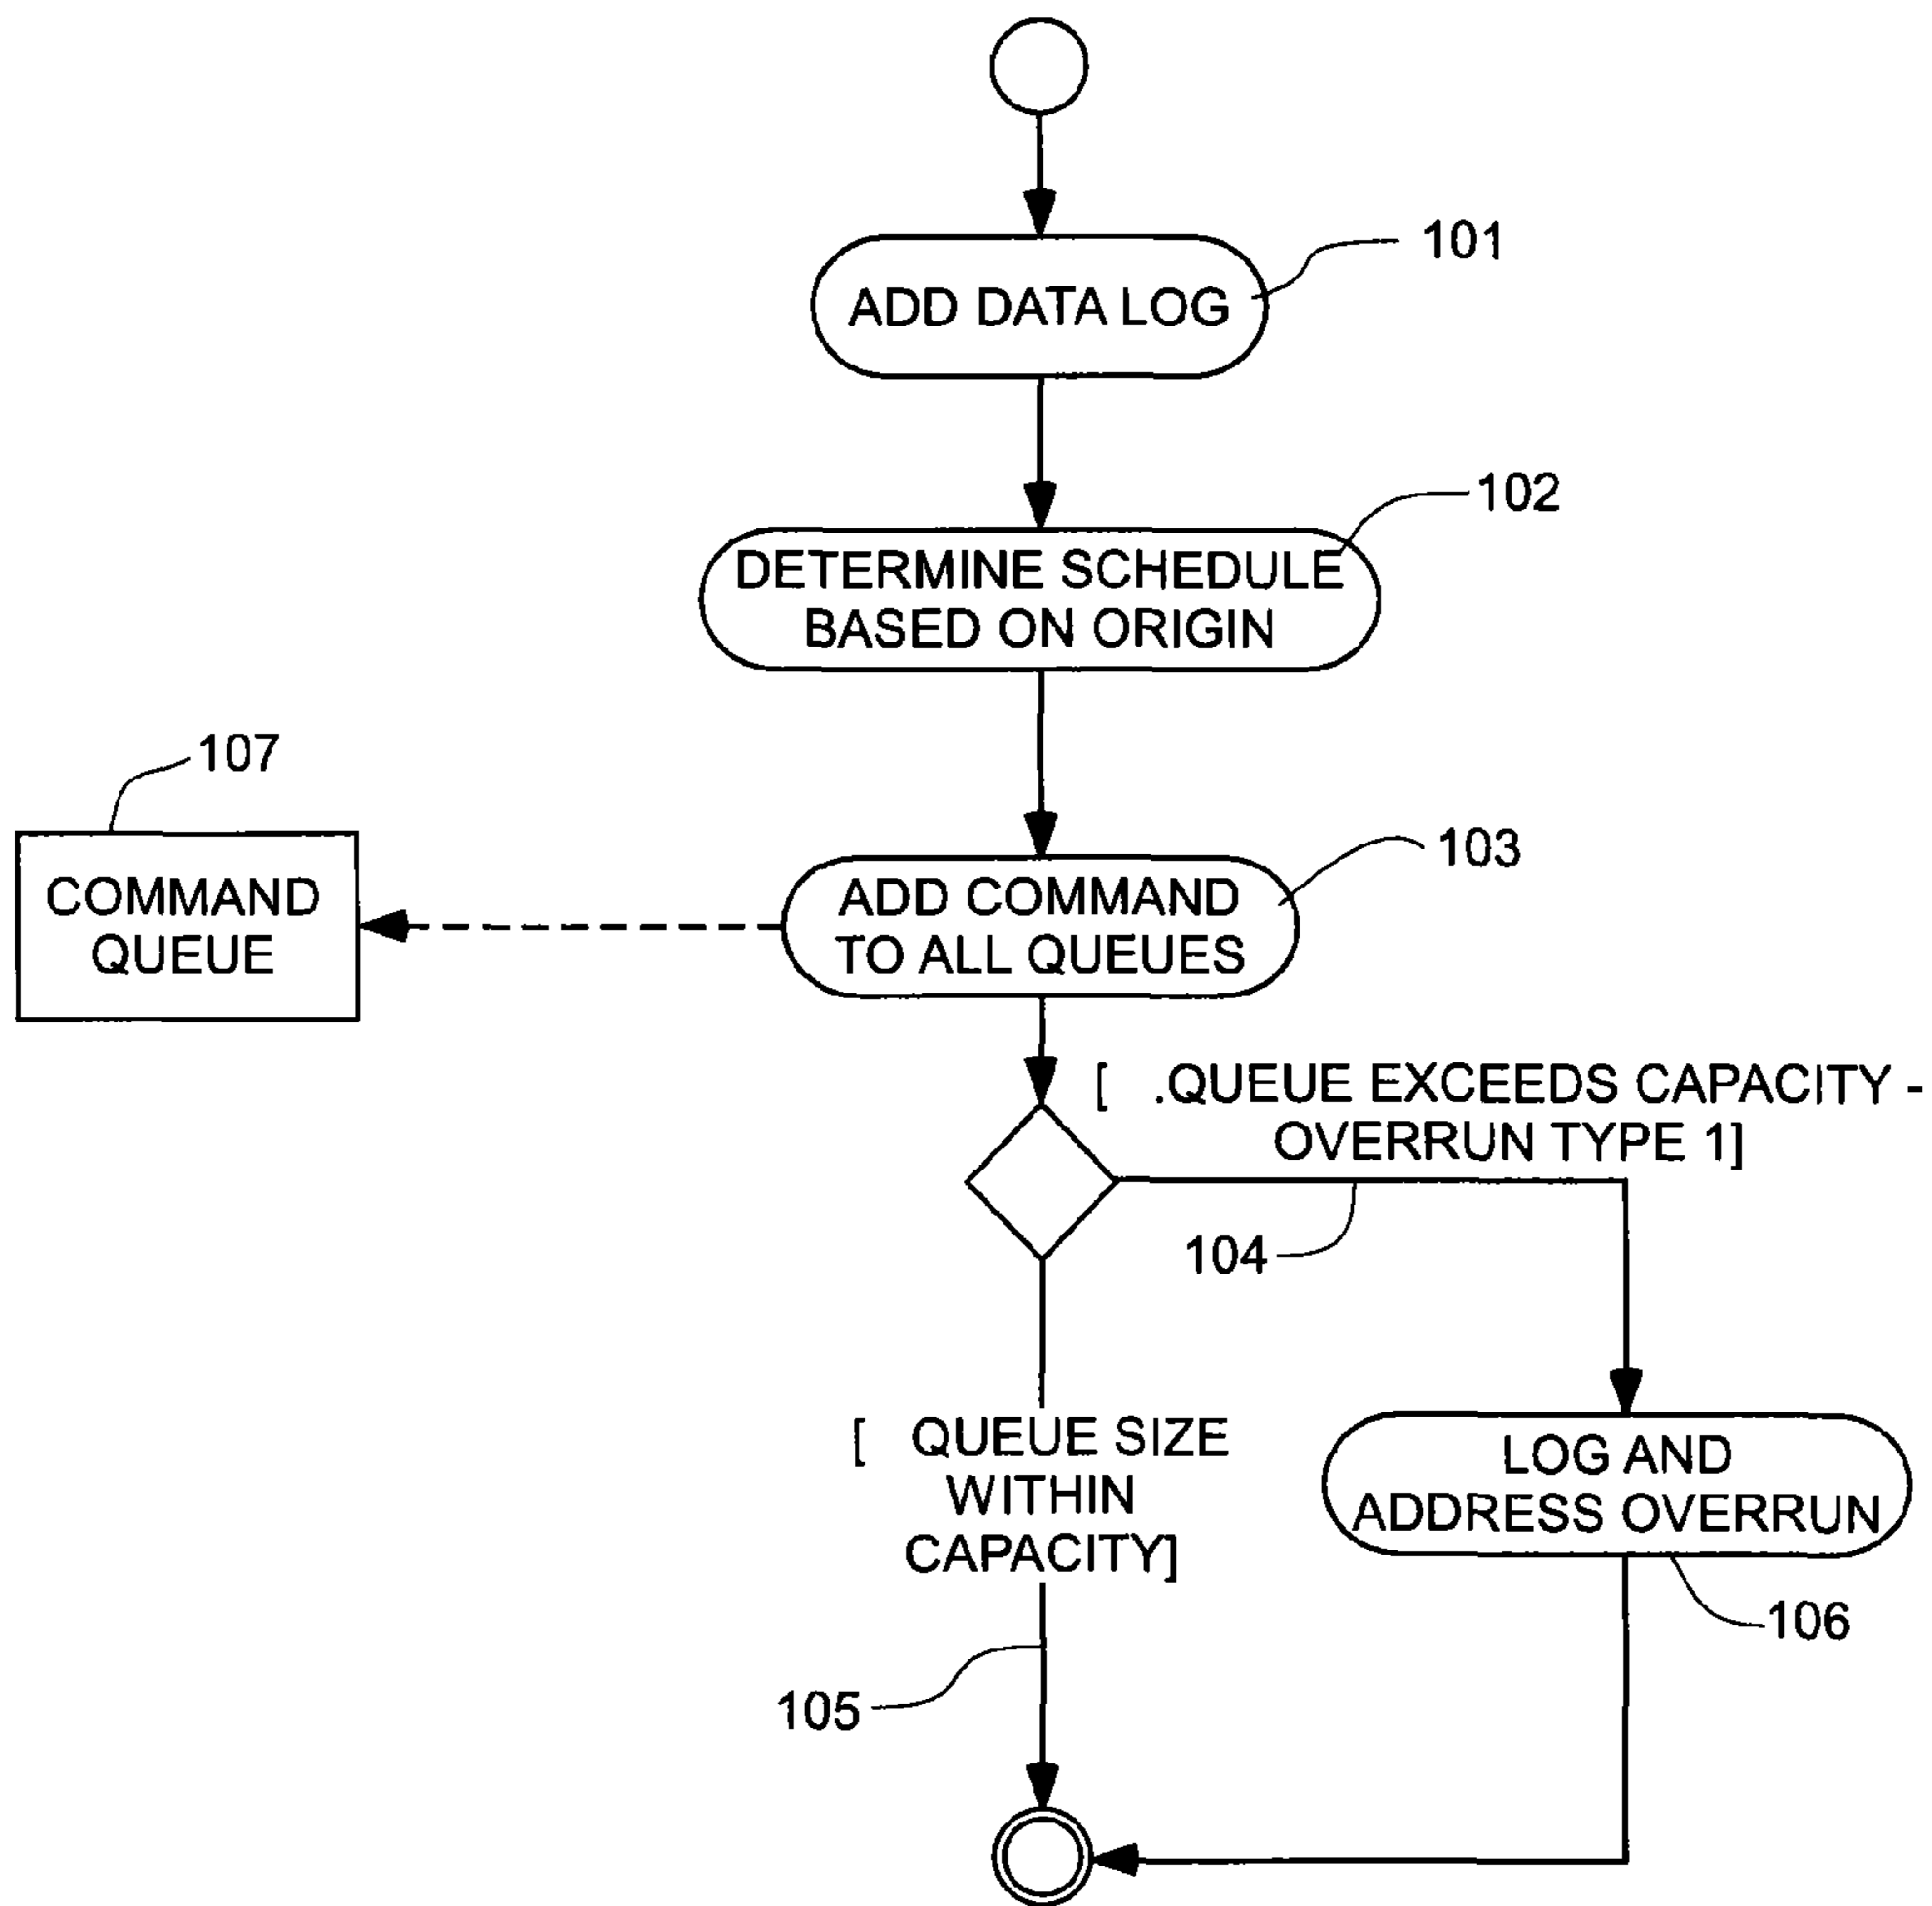 ADD DATA LOG
101
DETERMINE SCHEDULE
BASED ON ORIGIN
102
107
COMMAND
QUEUE
ADD COMMAND
TO ALL QUEUES
103
[ .QUEUE EXCEEDS CAPACITY -
OVERRUN TYPE 1]
104
[ QUEUE SIZE
WITHIN
CAPACITY]
LOG AND
ADDRESS OVERRUN
106
105